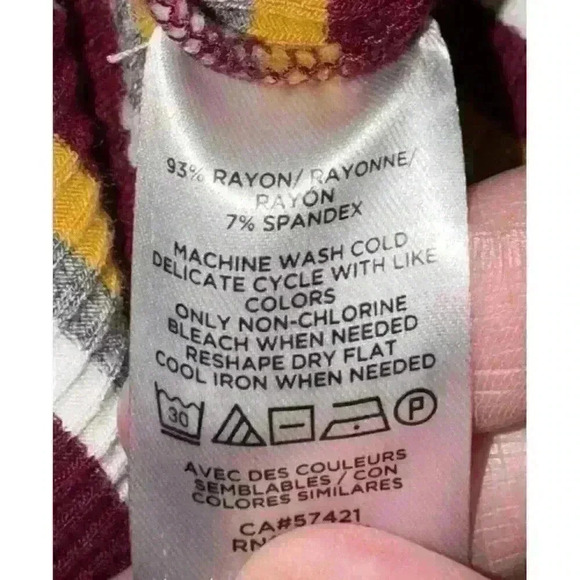 93% RAYON/ RAYONNE/
RAYÓN
7% SPANDEX
MACHINE WASH COLD
DELICATE CYCLE WITH LIKE
COLORS
ONLY NON-CHLORINE
BLEACH WHEN NEEDED
RESHAPE DRY FLAT
COOL IRON WHEN NEEDED
30 P
AVEC DES COULEURS
SEMBLABLES / CON
COLORES SIMILARES
CA#57421